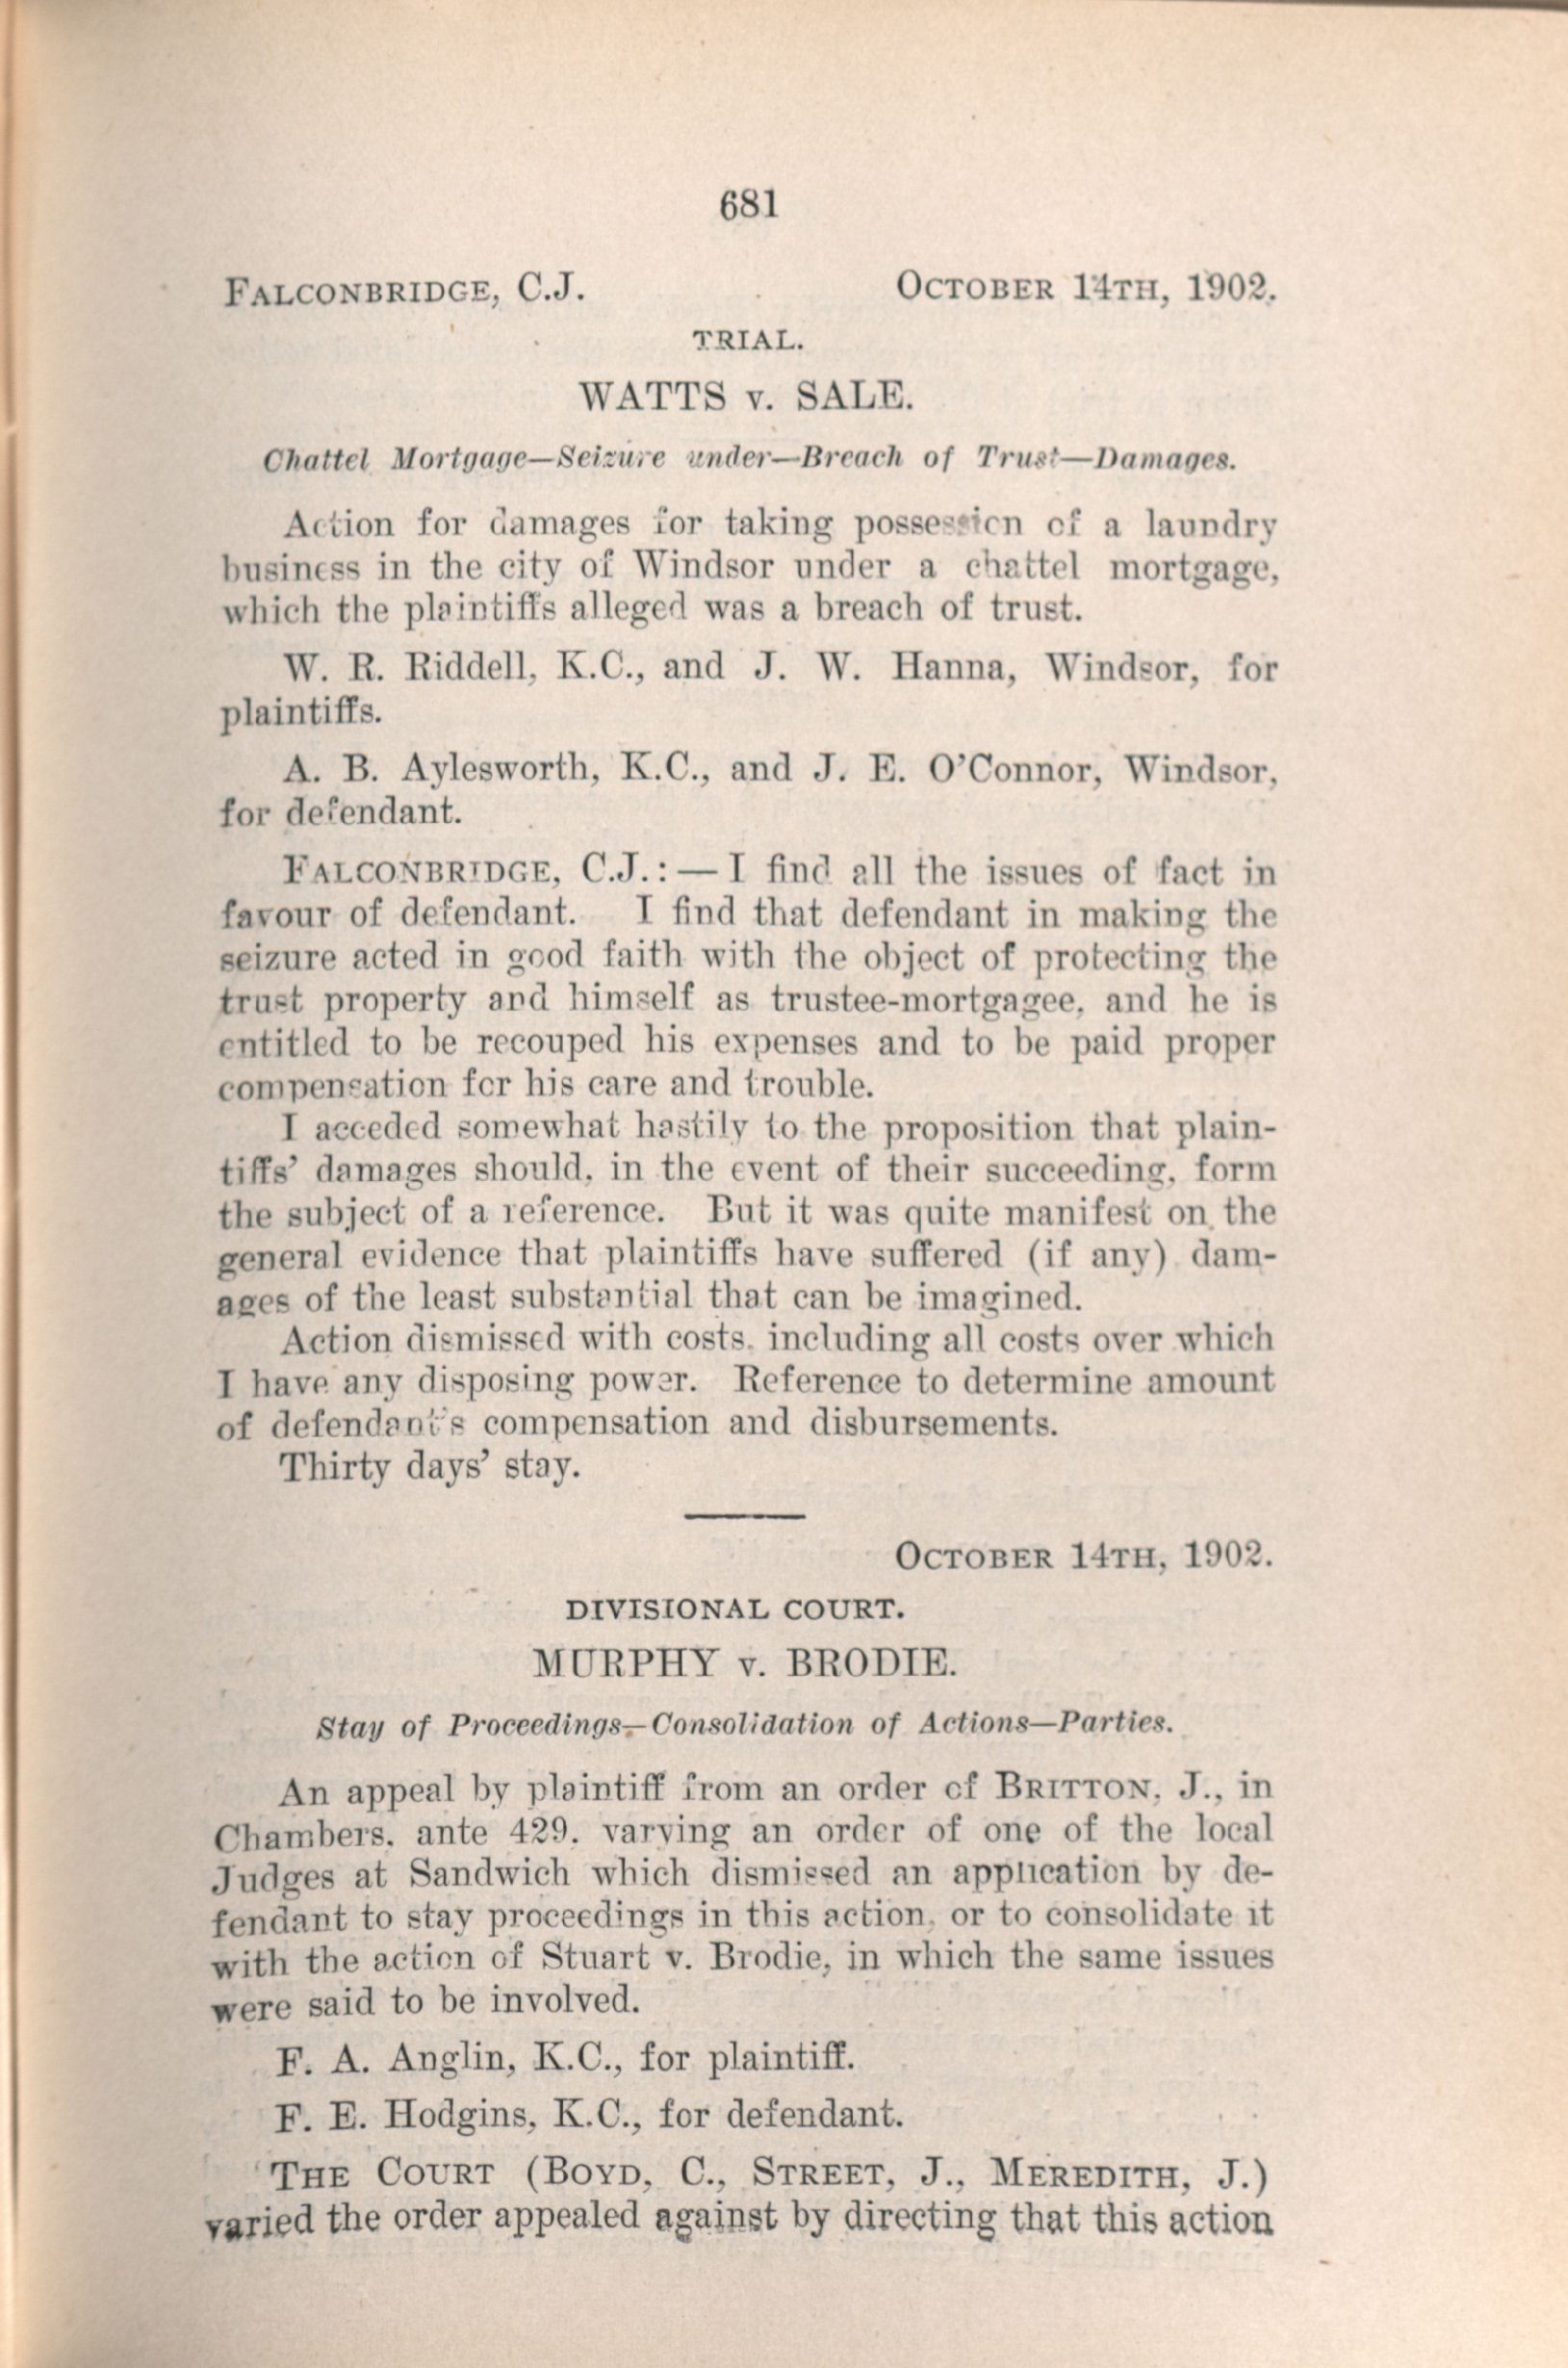 681
FALCONBRIDGE, C.J. OCTOBER 14TH, 1902.
TRIAL.
WATTS v. SALE.
Chattel Mortgage—Seizure under—Breach of Trust—Damages.
Action for damages for taking possession of a laundry
business in the city of Windsor under a chattel mortgage,
which the plaintiffs alleged was a breach of trust.
W. R. Riddell, K.C., and J. W. Hanna, Windsor, for
plaintiffs.
A. B. Aylesworth, K.C., and J. E. O'Connor, Windsor,
for defendant.
FALCONBRIDGE, C.J.:—I find all the issues of fact in
favour of defendant. I find that defendant in making the
seizure acted in good faith with the object of protecting the
trust property and himself as trustee-mortgagee, and he is
entitled to be recouped his expenses and to be paid proper
compensation for his care and trouble.
I acceded somewhat hastily to the proposition that plain-
tiffs' damages should, in the event of their succeeding, form
the subject of a reference. But it was quite manifest on the
general evidence that plaintiffs have suffered (if any) dam-
ages of the least substantial that can be imagined.
Action dismissed with costs, including all costs over which
I have any disposing power. Reference to determine amount
of defendant's compensation and disbursements.
Thirty days' stay.
OCTOBER 14TH, 1902.
DIVISIONAL COURT.
MURPHY v. BRODIE.
Stay of Proceedings—Consolidation of Actions—Parties.
An appeal by plaintiff from an order of BRITTON, J., in
Chambers, ante 429, varying an order of one of the local
Judges at Sandwich which dismissed an application by de-
fendant to stay proceedings in this action, or to consolidate it
with the action of Stuart v. Brodie, in which the same issues
were said to be involved.
F. A. Anglin, K.C., for plaintiff.
F. E. Hodgins, K.C., for defendant.
THE COURT (BOYD, C., STREET, J., MEREDITH, J.)
varied the order appealed against by directing that this action